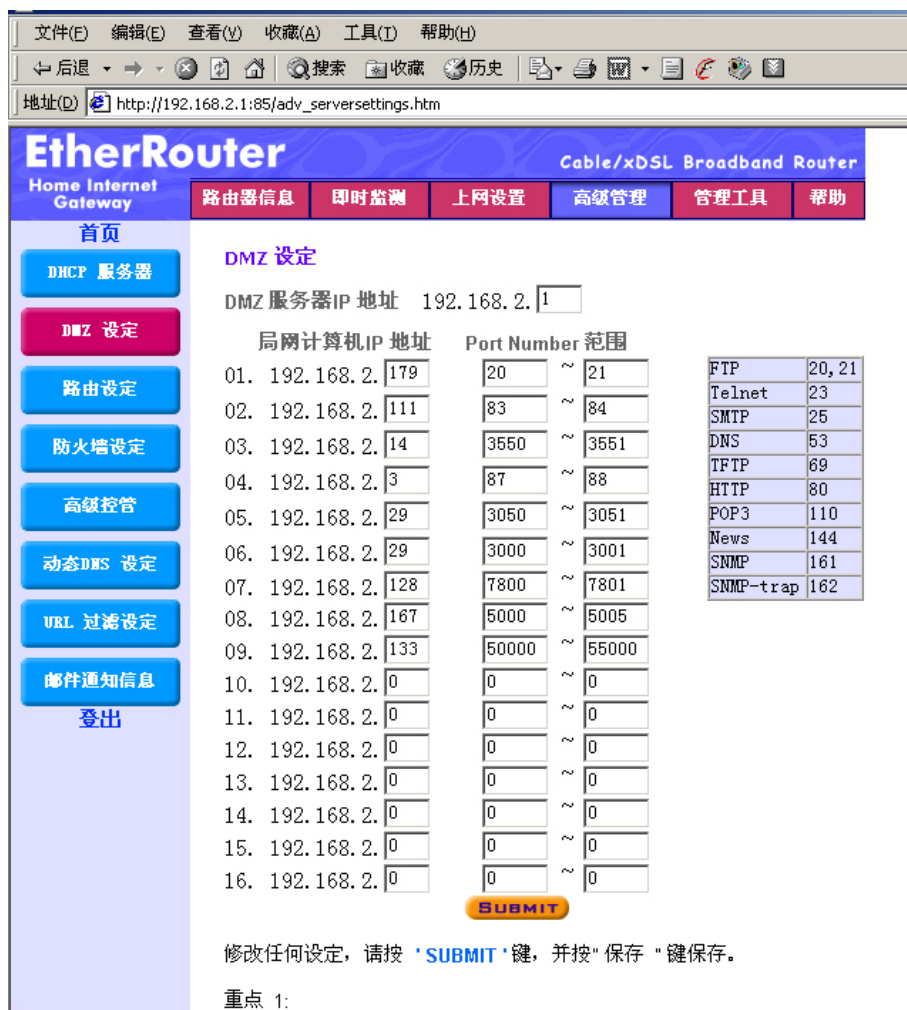 文件(F) 编辑(E) 查看(V) 收藏(A) 工具(T) 帮助(H)
后退 搜索 收藏 历史
地址(D) http://192.168.2.1:85/adv_serversettings.htm
EtherRouter
Cable/xDSL Broadband Router
Home Internet
Gateway
路由器信息 即时监测 上网设置 高级管理 管理工具 帮助
首页
DHCP 服务器
DMZ 设定
路由设定
防火墙设定
高级控管
动态DNS 设定
URL 过滤设定
邮件通知信息
登出
DMZ 设定
DMZ 服务器IP 地址 192.168.2. 1
局网计算机IP 地址 Port Number 范围
01. 192.168.2. 179 20 ~ 21
02. 192.168.2. 111 83 ~ 84
03. 192.168.2. 14 3550 ~ 3551
04. 192.168.2. 3 87 ~ 88
05. 192.168.2. 29 3050 ~ 3051
06. 192.168.2. 29 3000 ~ 3001
07. 192.168.2. 128 7800 ~ 7801
08. 192.168.2. 167 5000 ~ 5005
09. 192.168.2. 133 50000 ~ 55000
10. 192.168.2. 0 0 ~ 0
11. 192.168.2. 0 0 ~ 0
12. 192.168.2. 0 0 ~ 0
13. 192.168.2. 0 0 ~ 0
14. 192.168.2. 0 0 ~ 0
15. 192.168.2. 0 0 ~ 0
16. 192.168.2. 0 0 ~ 0
FTP 20,21
Telnet 23
SMTP 25
DNS 53
TFTP 69
HTTP 80
POP3 110
News 144
SNMP 161
SNMP-trap 162
SUBMIT
修改任何设定，请按 'SUBMIT'键，并按"保存 "键保存。
重点 1: